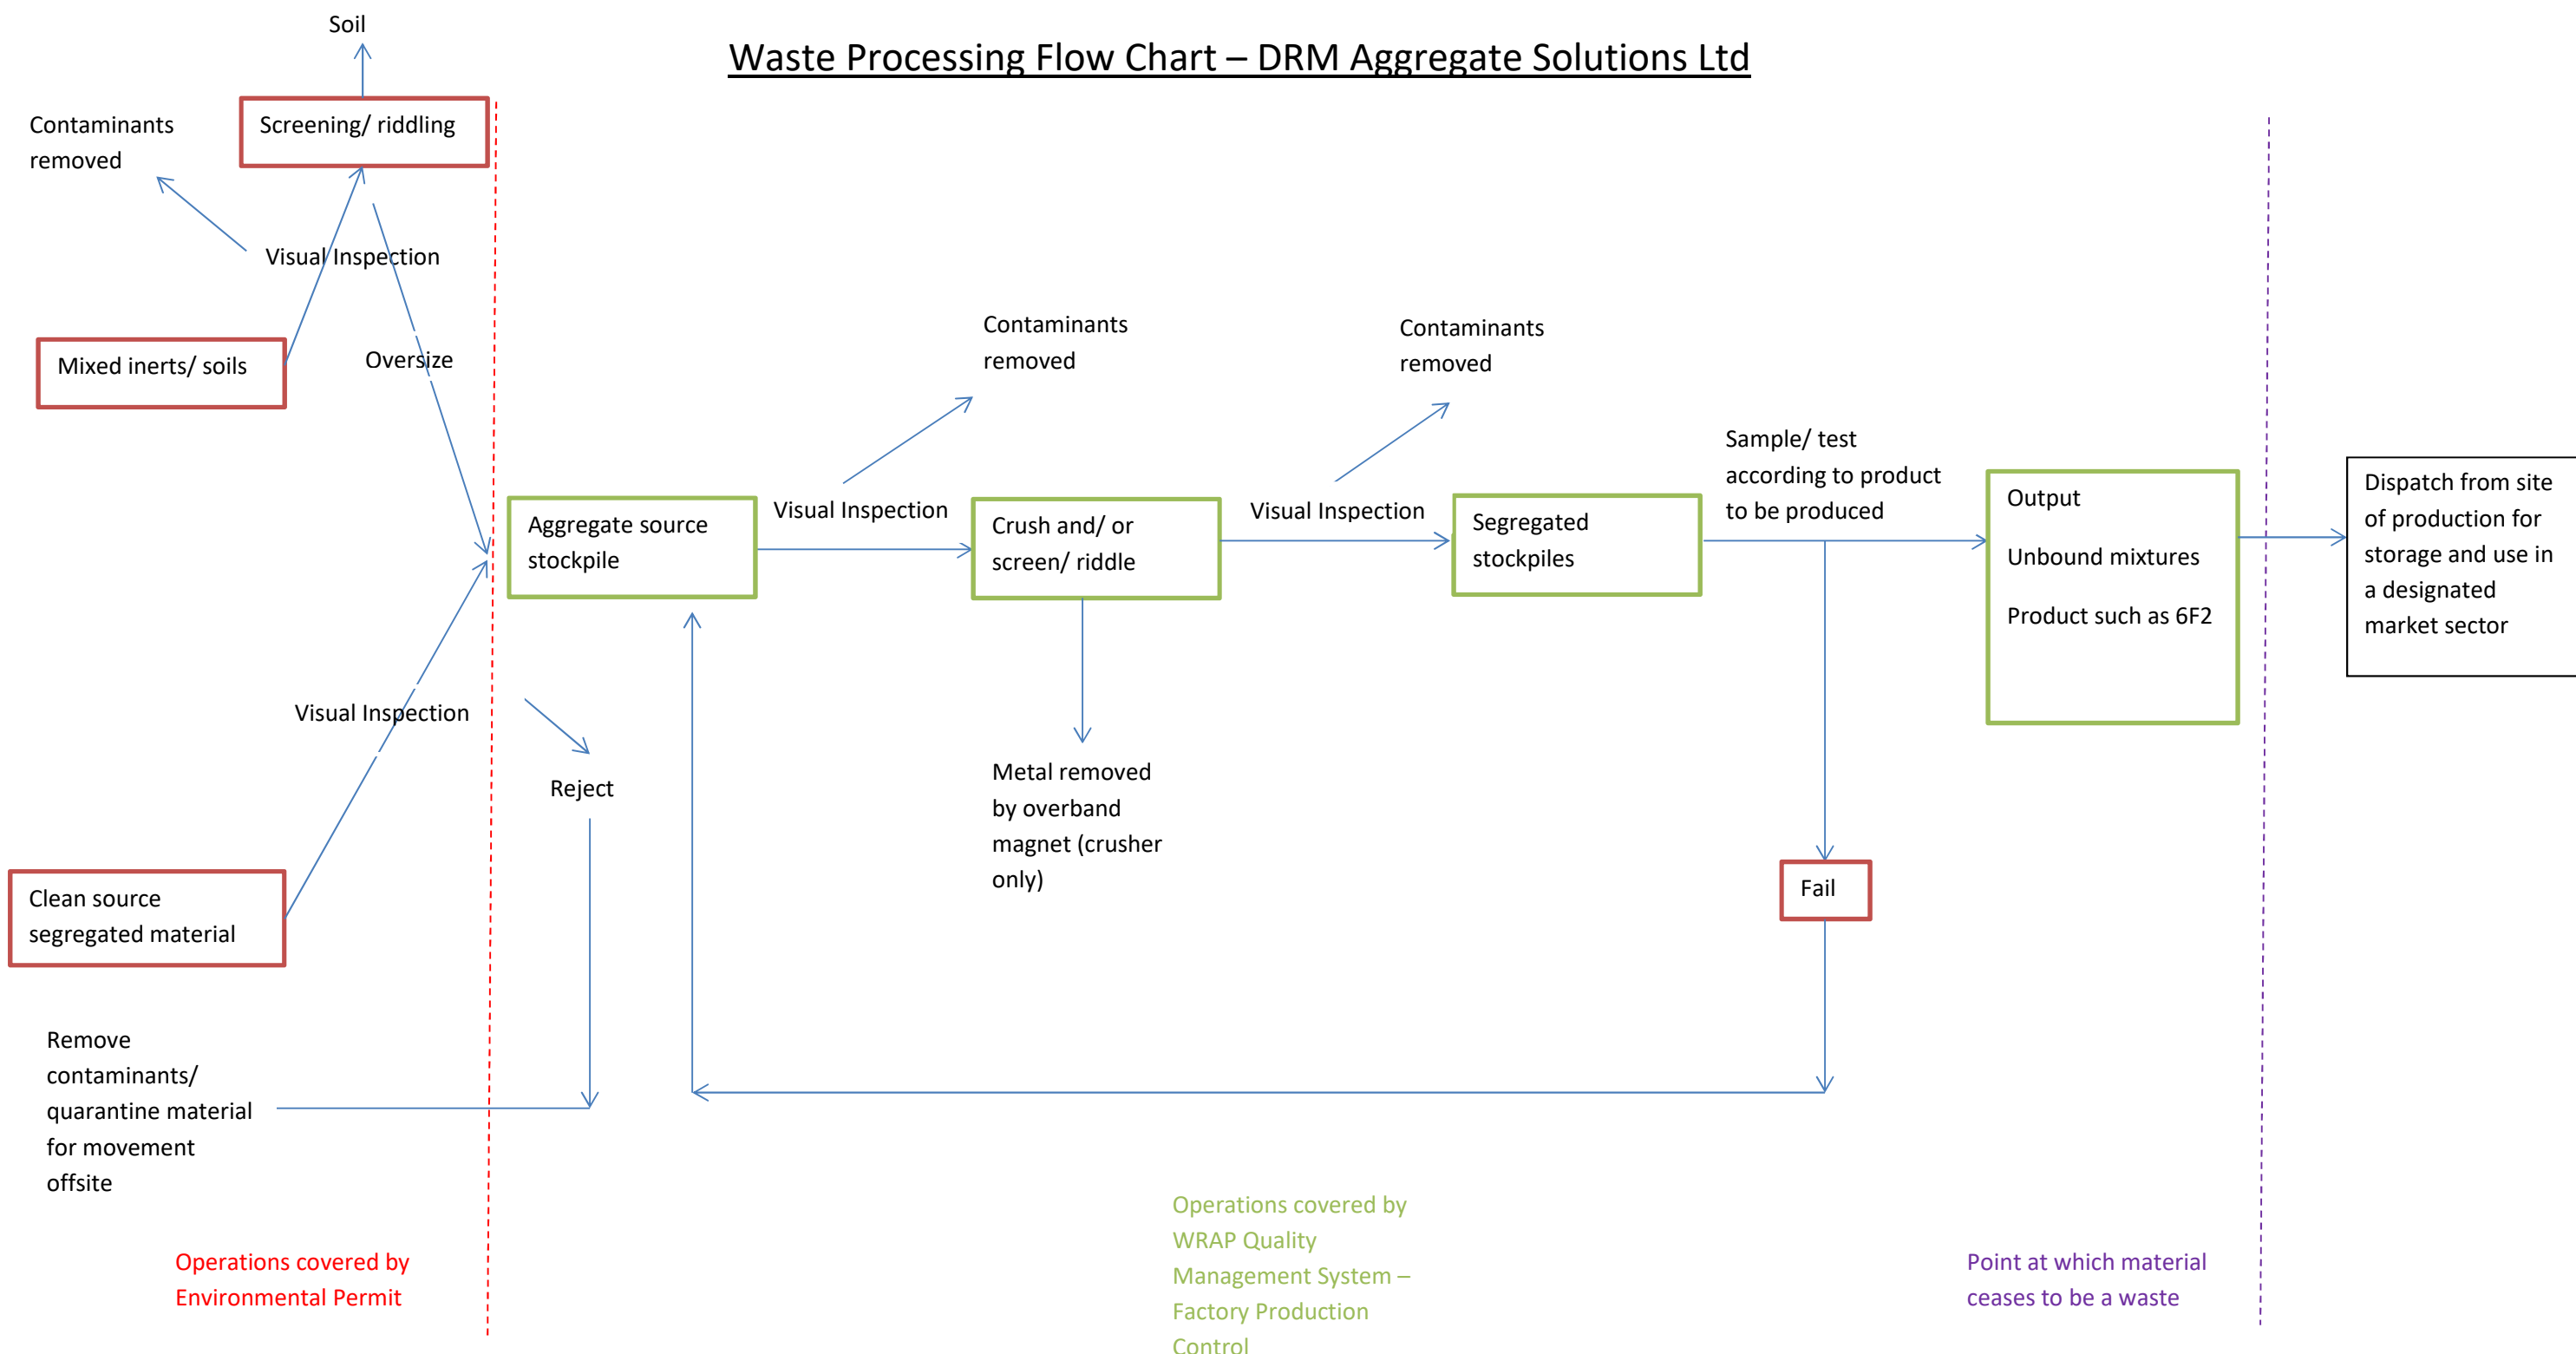 Soil
Waste Processing Flow Chart – DRM Aggregate Solutions Ltd
Contaminants
removed
Screening/ riddling
Visual Inspection
Mixed inerts/ soils
Oversize
Contaminants
removed
Contaminants
removed
Sample/ test
according to product
to be produced
Aggregate source
stockpile
Visual Inspection
Crush and/ or
screen/ riddle
Visual Inspection
Segregated
stockpiles
Output
Unbound mixtures
Product such as 6F2
Dispatch from site
of production for
storage and use in
a designated
market sector
Visual Inspection
Reject
Metal removed
by overband
magnet (crusher
only)
Fail
Clean source
segregated material
Remove
contaminants/
quarantine material
for movement
offsite
Operations covered by
Environmental Permit
Operations covered by
WRAP Quality
Management System –
Factory Production
Control
Point at which material
ceases to be a waste